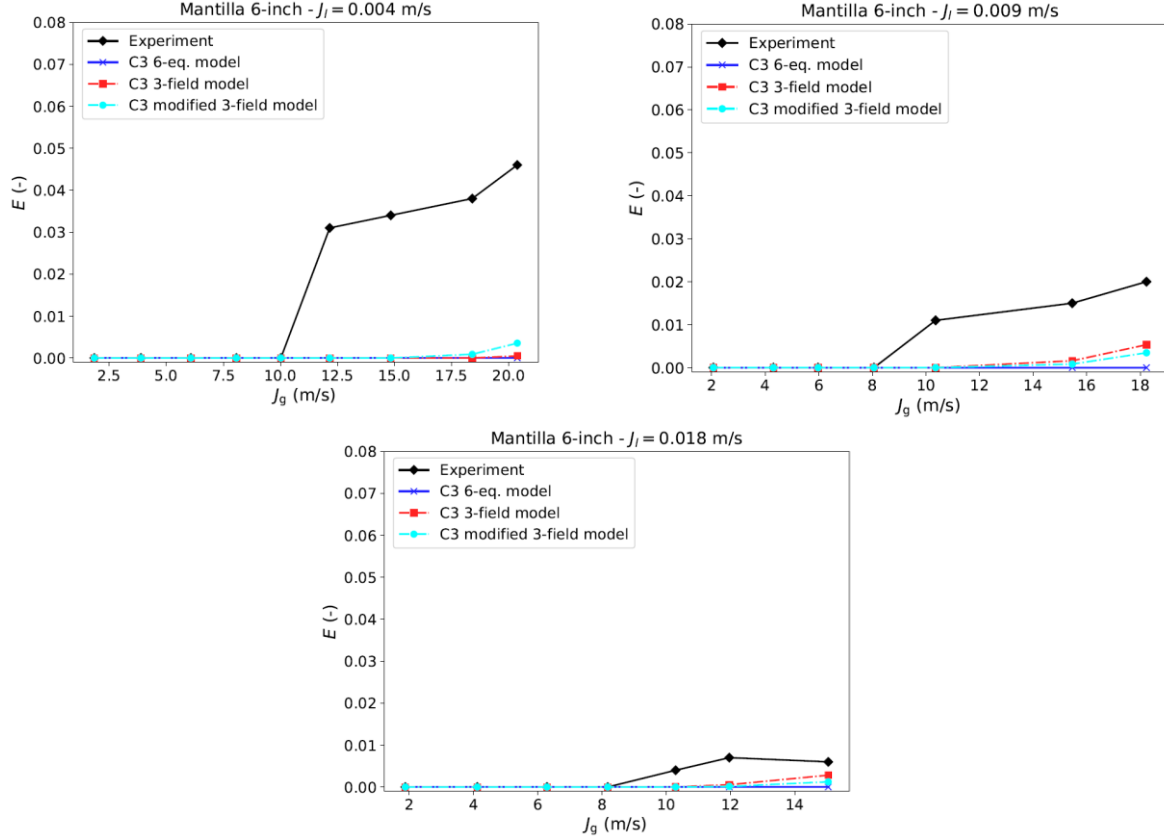 Mantilla 6-inch - J_l = 0.004 m/s
Experiment
C3 6-eq. model
C3 3-field model
C3 modified 3-field model
0.08
0.07
0.06
0.05
0.04
0.03
0.02
0.01
0.00
E (-)
2.5 5.0 7.5 10.0 12.5 15.0 17.5 20.0
J_g (m/s)
Mantilla 6-inch - J_l = 0.009 m/s
Experiment
C3 6-eq. model
C3 3-field model
C3 modified 3-field model
0.08
0.07
0.06
0.05
0.04
0.03
0.02
0.01
0.00
E (-)
2 4 6 8 10 12 14 16 18
J_g (m/s)
Mantilla 6-inch - J_l = 0.018 m/s
Experiment
C3 6-eq. model
C3 3-field model
C3 modified 3-field model
0.08
0.07
0.06
0.05
0.04
0.03
0.02
0.01
0.00
E (-)
2 4 6 8 10 12 14
J_g (m/s)